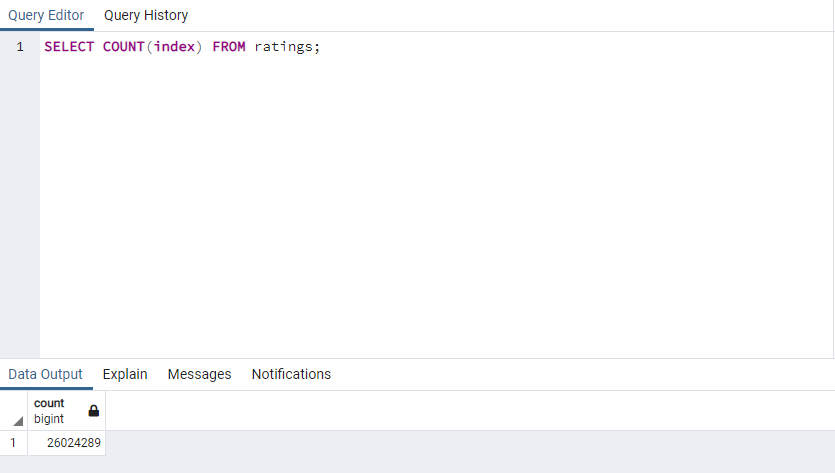 Query Editor Query History
1 SELECT COUNT(index) FROM ratings;
Data Output Explain Messages Notifications
count
bigint
1 26024289